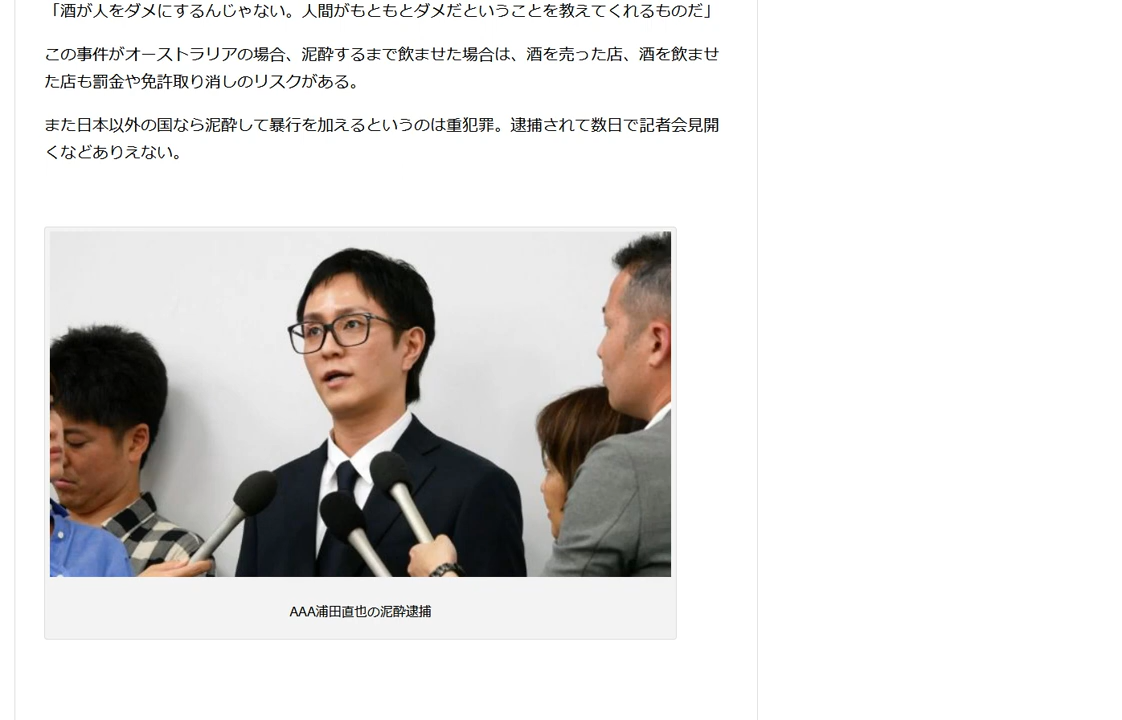 「酒が人をダメにするんじゃない。人間がもともとダメだということを教えてくれるものだ」
この事件がオーストラリアの場合、泥酔するまで飲ませた場合は、酒を売った店、酒を飲ませ
た店も罰金や免許取り消しのリスクがある。
また日本以外の国なら泥酔して暴行を加えるというのは重犯罪。逮捕されて数日で記者会見開
くなどありえない。
AAA浦田直也の泥酔逮捕